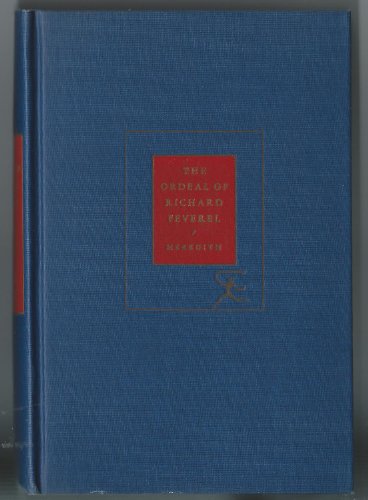 THE
ORDEAL OF
RICHARD
FEVEREL
MEREDITH